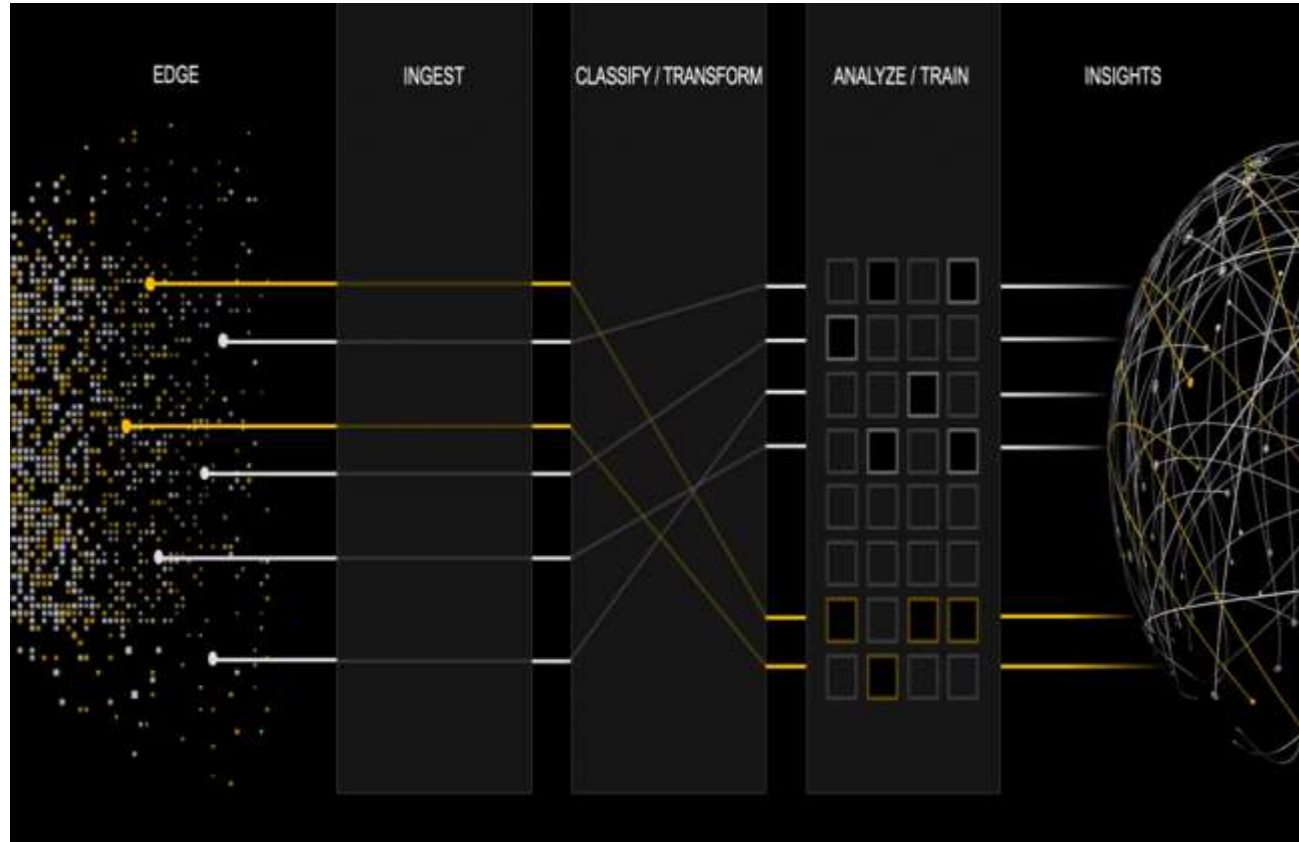 EDGE
INGEST
CLASSIFY / TRANSFORM
ANALYZE / TRAIN
INSIGHTS